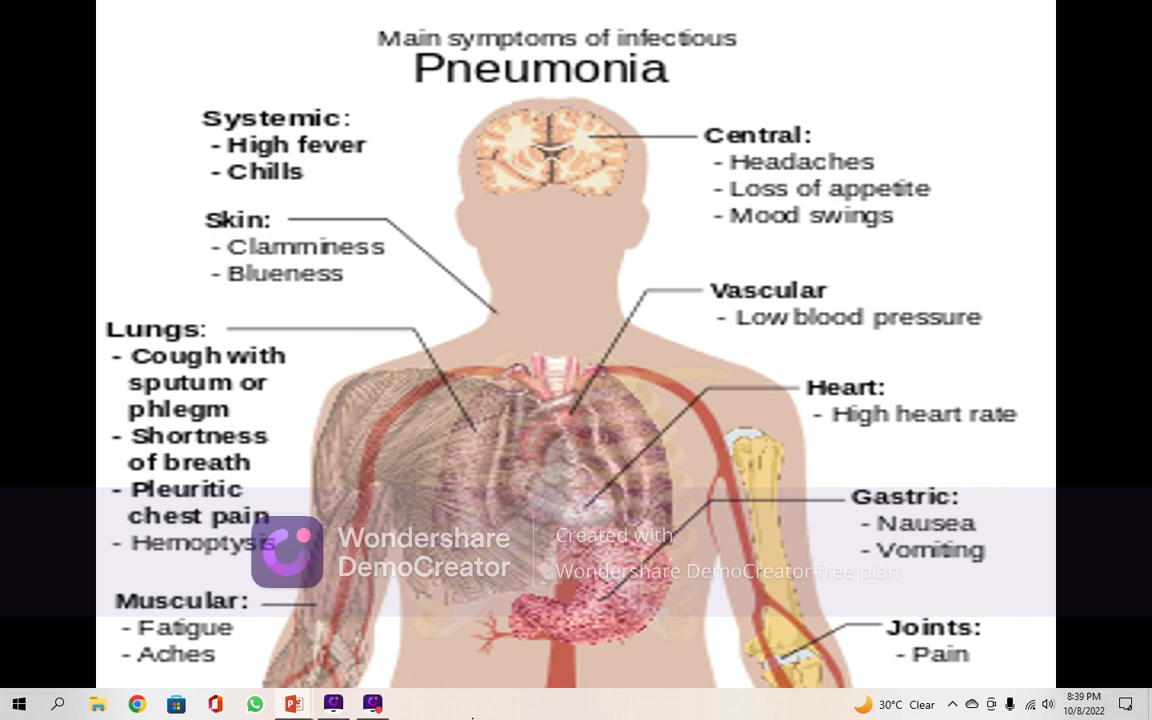 Main symptoms of infectious
Pneumonia
Systemic:
- High fever
- Chills
Skin:
- Clamminess
- Blueness
Lungs:
- Cough with
sputum or
phlegm
- Shortness
of breath
- Pleuritic
chest pain
- Hemoptysis
Muscular:
- Fatigue
- Aches
Central:
- Headaches
- Loss of appetite
- Mood swings
Vascular
- Low blood pressure
Heart:
- High heart rate
Gastric:
- Nausea
- Vomiting
Joints:
- Pain
Wondershare
DemoCreator
Created with
Wondershare DemoCreator free plan
30°C Clear
8:39 PM
10/8/2022